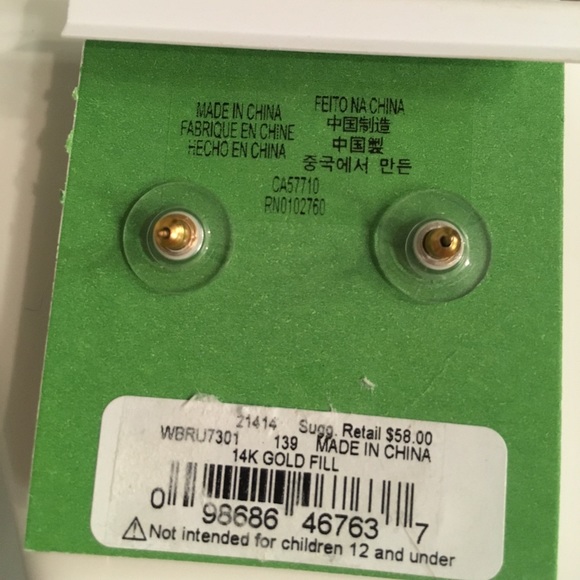 MADE IN CHINA
FABRIQUE EN CHINE
HECHO EN CHINA
FEITO NA CHINA
中国制造
中国製
중국에서 만든
CA57710
RN0102760
21414 Sugg. Retail $58.00
WBRU7301 139 MADE IN CHINA
14K GOLD FILL
0 98686 46763 7
⚠Not intended for children 12 and under